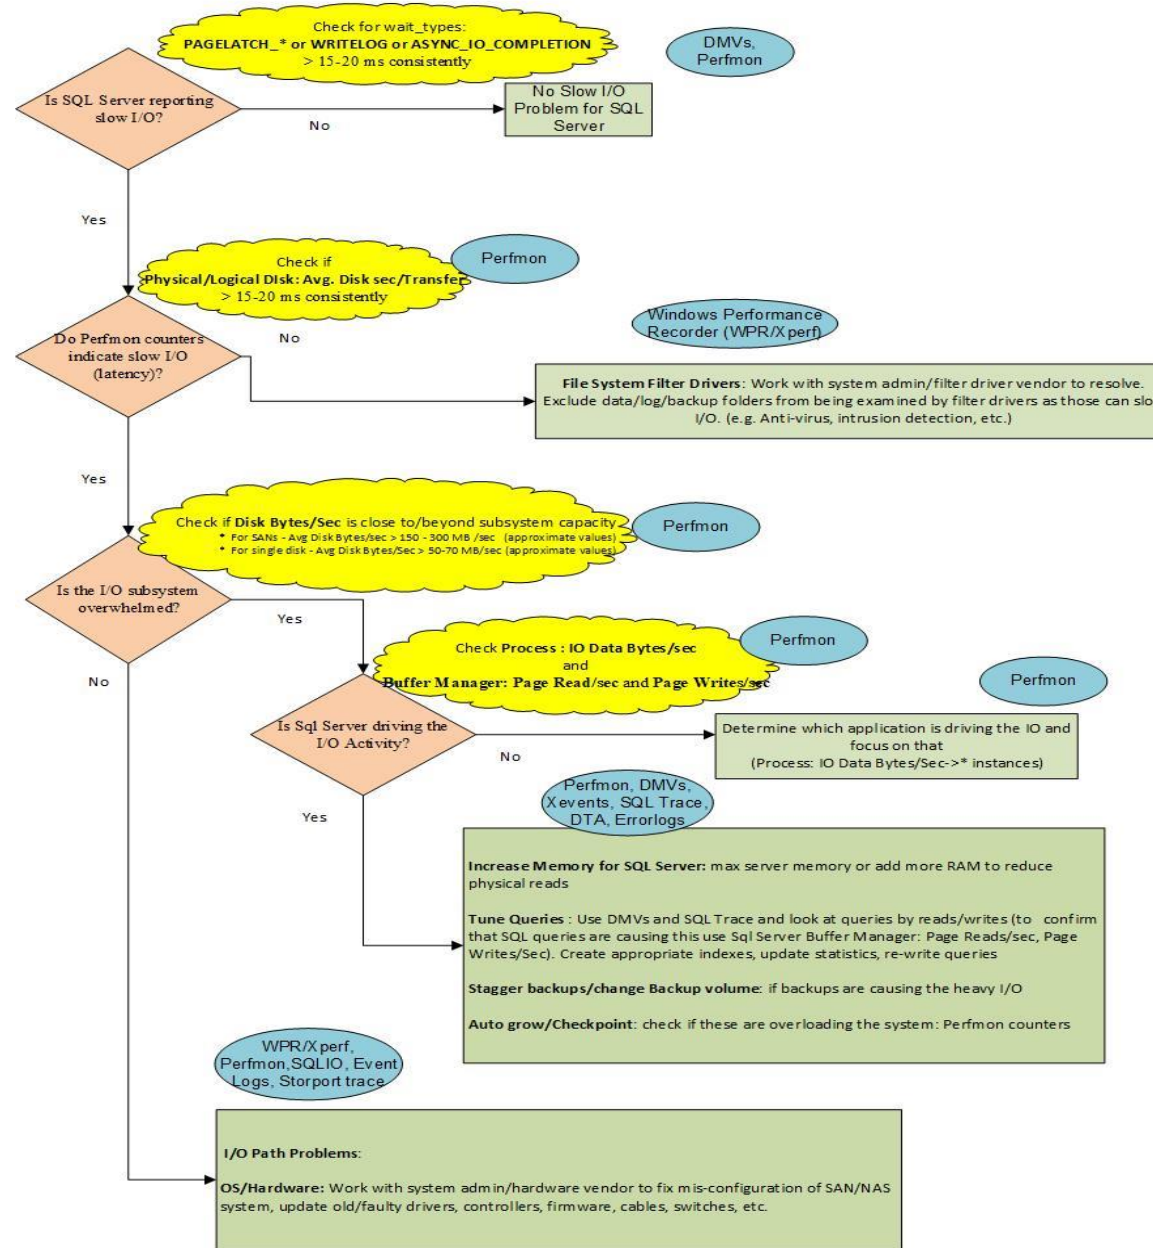 Check for wait_types:
PAGELATCH_* or WRITELOG or ASYNC_IO_COMPLETION
> 15-20 ms consistently
DMVs,
Perfmon
Is SQL Server reporting
slow I/O?
No
No Slow I/O
Problem for SQL
Server
Yes
Check if
Physical/Logical DIsk: Avg. Disk sec/Transfer
> 15-20 ms consistently
Perfmon
Do Perfmon counters
indicate slow I/O
(latency)?
No
Windows Performance
Recorder (WPR/Xperf)
File System Filter Drivers: Work with system admin/filter driver vendor to resolve.
Exclude data/log/backup folders from being examined by filter drivers as those can slo
I/O. (e.g. Anti-virus, intrusion detection, etc.)
Yes
Check if Disk Bytes/Sec is close to/beyond subsystem capacity
* For SANs - Avg Disk Bytes/sec > 150 - 300 MB /sec (approximate values)
* For single disk - Avg Disk Bytes/Sec > 50-70 MB/sec (approximate values)
Perfmon
Is the I/O subsystem
overwhelmed?
Yes
No
Check Process : IO Data Bytes/sec
and
Buffer Manager: Page Read/sec and Page Writes/sec
Perfmon
Perfmon
Is Sql Server driving the
I/O Activity?
No
Determine which application is driving the IO and
focus on that
(Process: IO Data Bytes/Sec->* instances)
Yes
Perfmon, DMVs,
Xevents, SQL Trace,
DTA, Errorlogs
Increase Memory for SQL Server: max server memory or add more RAM to reduce
physical reads
Tune Queries : Use DMVs and SQL Trace and look at queries by reads/writes (to confirm
that SQL queries are causing this use Sql Server Buffer Manager: Page Reads/sec, Page
Writes/Sec). Create appropriate indexes, update statistics, re-write queries
Stagger backups/change Backup volume: if backups are causing the heavy I/O
Auto grow/Checkpoint: check if these are overloading the system: Perfmon counters
WPR/Xperf,
Perfmon,SQLIO, Event
Logs, Storport trace
I/O Path Problems:
OS/Hardware: Work with system admin/hardware vendor to fix mis-configuration of SAN/NAS
system, update old/faulty drivers, controllers, firmware, cables, switches, etc.